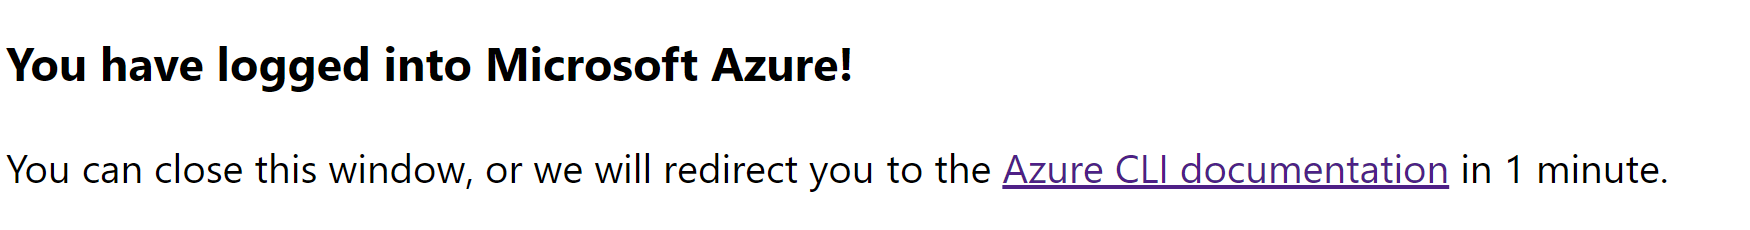 You have logged into Microsoft Azure!
You can close this window, or we will redirect you to the Azure CLI documentation in 1 minute.